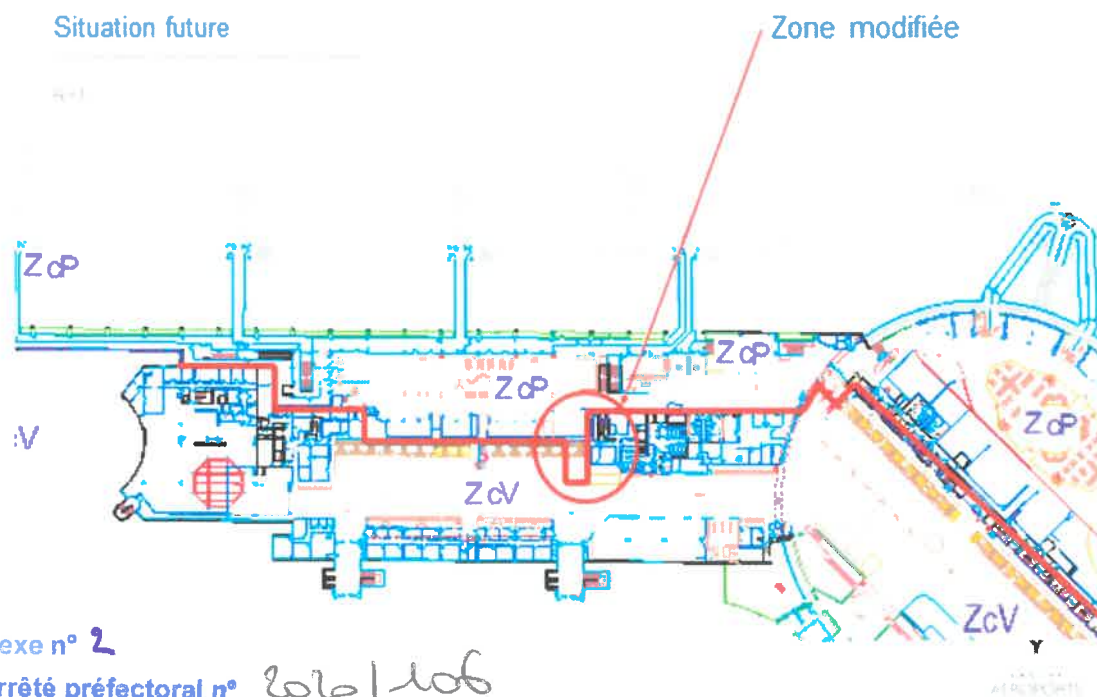 Situation future
Zone modifiée
ZcP
ZcP
ZcP
ZcP
:V
ZcV
ZcV
exe n° 2
rrêté préfectoral n° 2020/106